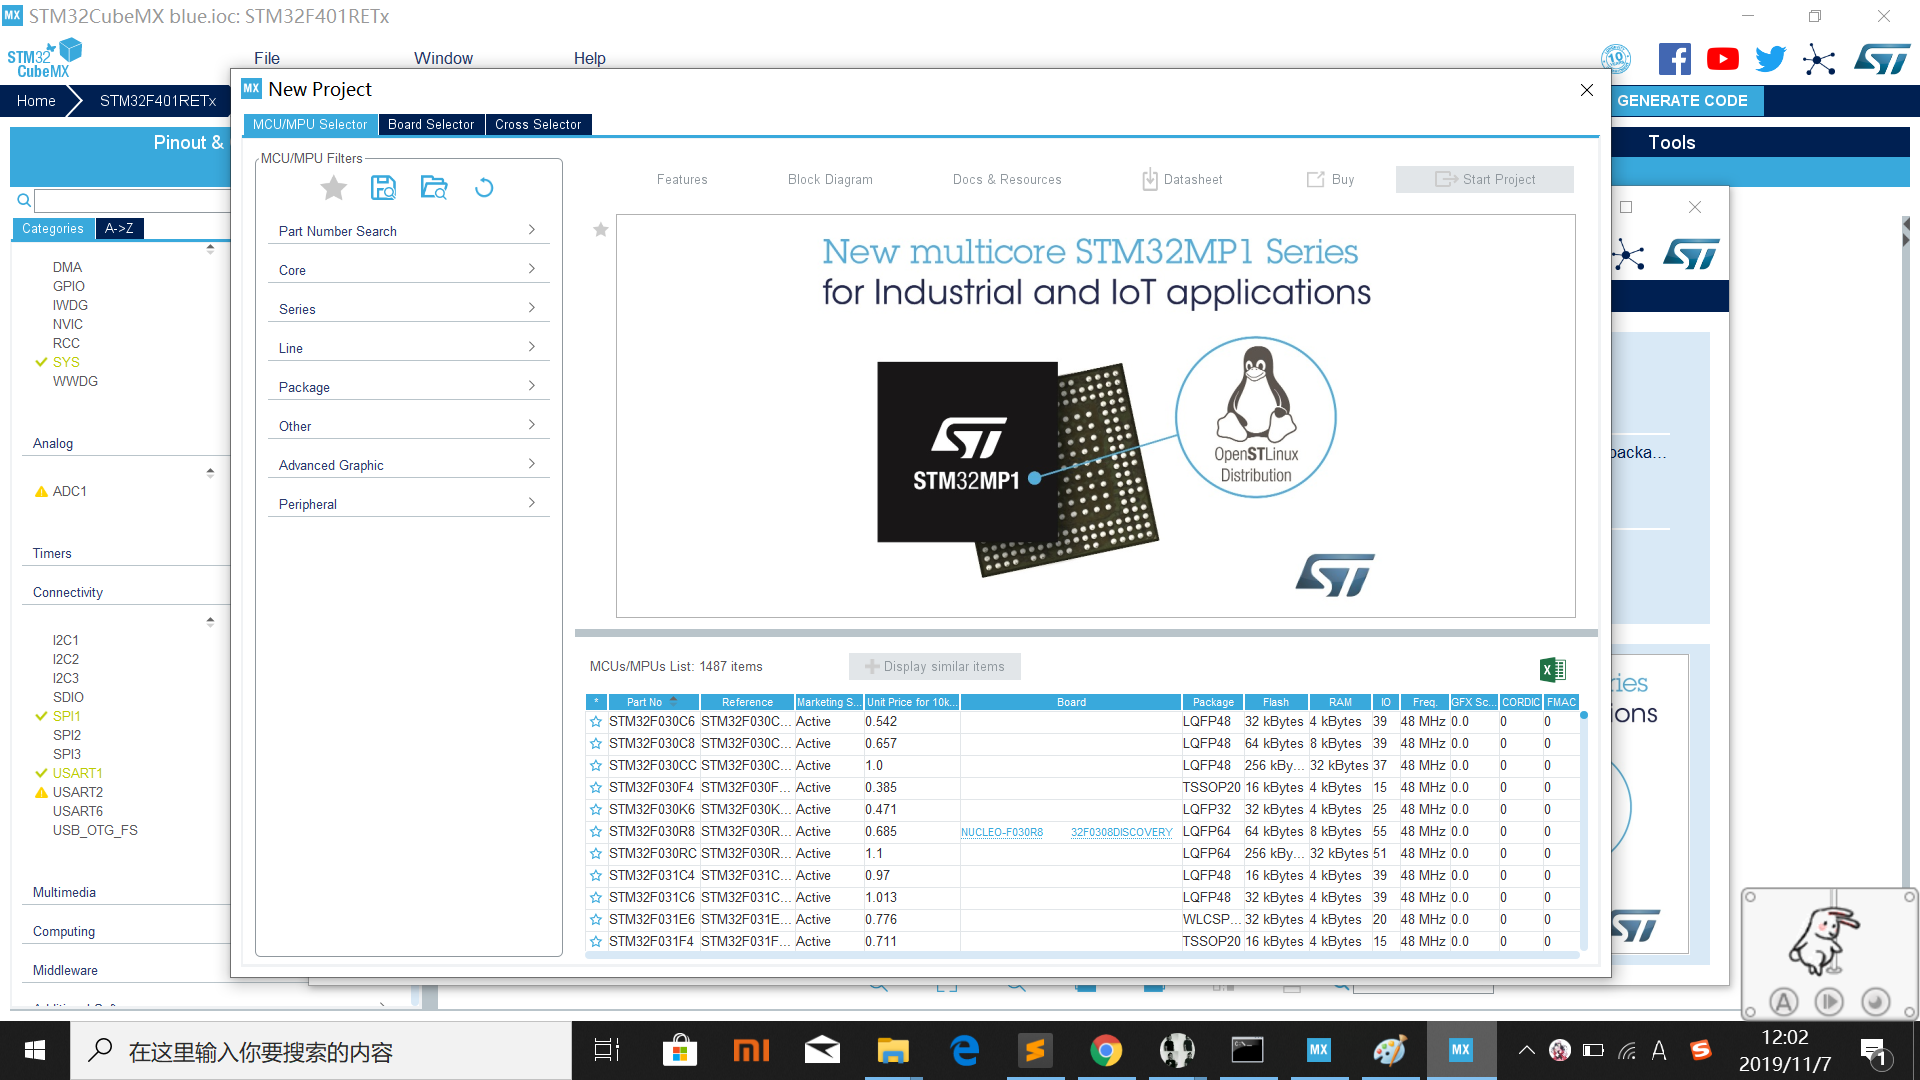 MX STM32CubeMX blue.ioc: STM32F401RETx
STM32 CubeMX
File Window Help
10
Home STM32F401RETx GENERATE CODE
Pinout & Tools
Categories A->Z
DMA
GPIO
IWDG
NVIC
RCC
SYS
WWDG
Analog
ADC1
Timers
Connectivity
I2C1
I2C2
I2C3
SDIO
SPI1
SPI2
SPI3
USART1
USART2
USART6
USB_OTG_FS
Multimedia
Computing
Middleware
MX New Project
MCU/MPU Selector Board Selector Cross Selector
MCU/MPU Filters
Part Number Search
Core
Series
Line
Package
Other
Advanced Graphic
Peripheral
Features Block Diagram Docs & Resources Datasheet Buy Start Project
New multicore STM32MP1 Series
for Industrial and IoT applications
ST
STM32MP1
OpenSTLinux
Distribution
ST
MCUs/MPUs List: 1487 items Display similar items
* Part No Reference Marketing S... Unit Price for 10k... Board Package Flash RAM IO Freq. GFX Sc... CORDIC FMAC
STM32F030C6 STM32F030C... Active 0.542 LQFP48 32 kBytes 4 kBytes 39 48 MHz 0.0 0 0
STM32F030C8 STM32F030C... Active 0.657 LQFP48 64 kBytes 8 kBytes 39 48 MHz 0.0 0 0
STM32F030CC STM32F030C... Active 1.0 LQFP48 256 kBy... 32 kBytes 37 48 MHz 0.0 0 0
STM32F030F4 STM32F030F... Active 0.385 TSSOP20 16 kBytes 4 kBytes 15 48 MHz 0.0 0 0
STM32F030K6 STM32F030K... Active 0.471 LQFP32 32 kBytes 4 kBytes 25 48 MHz 0.0 0 0
STM32F030R8 STM32F030R... Active 0.685 NUCLEO-F030R8 32F0308DISCOVERY LQFP64 64 kBytes 8 kBytes 55 48 MHz 0.0 0 0
STM32F030RC STM32F030R... Active 1.1 LQFP64 256 kBy... 32 kBytes 51 48 MHz 0.0 0 0
STM32F031C4 STM32F031C... Active 0.97 LQFP48 16 kBytes 4 kBytes 39 48 MHz 0.0 0 0
STM32F031C6 STM32F031C... Active 1.013 LQFP48 32 kBytes 4 kBytes 39 48 MHz 0.0 0 0
STM32F031E6 STM32F031E... Active 0.776 WLCSP... 32 kBytes 4 kBytes 20 48 MHz 0.0 0 0
STM32F031F4 STM32F031F... Active 0.711 TSSOP20 16 kBytes 4 kBytes 15 48 MHz 0.0 0 0
ST
packa...
ries
ons
ST
A
在这里输入你要搜索的内容
MX
MX
A
12:02
2019/11/7
1